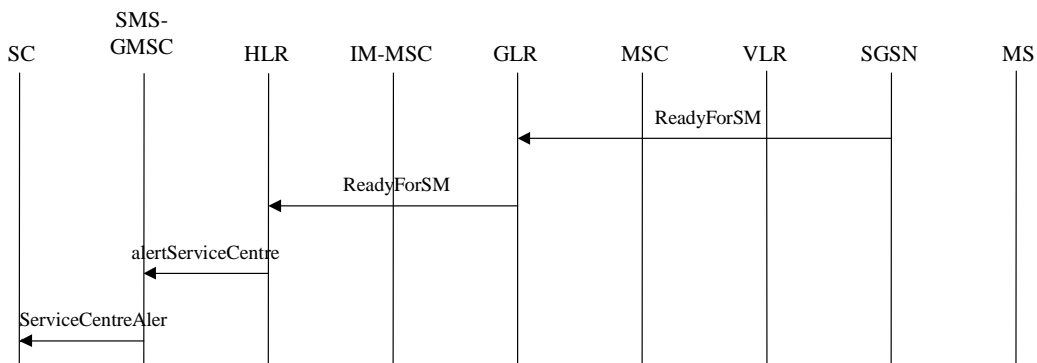 SMS-
GMSC
SC HLR IM-MSC GLR MSC VLR SGSN MS
ReadyForSM
ReadyForSM
alertServiceCentre
ServiceCentreAler